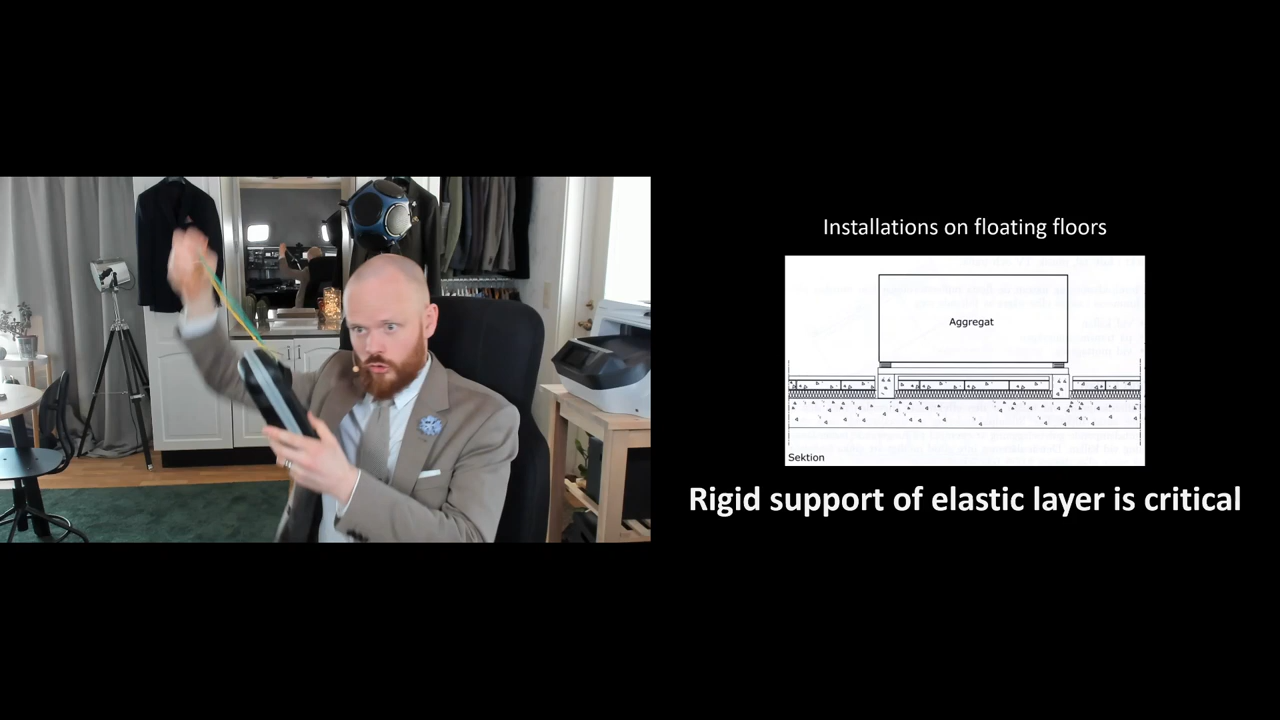 Installations on floating floors
Aggregat
Sektion
Rigid support of elastic layer is critical